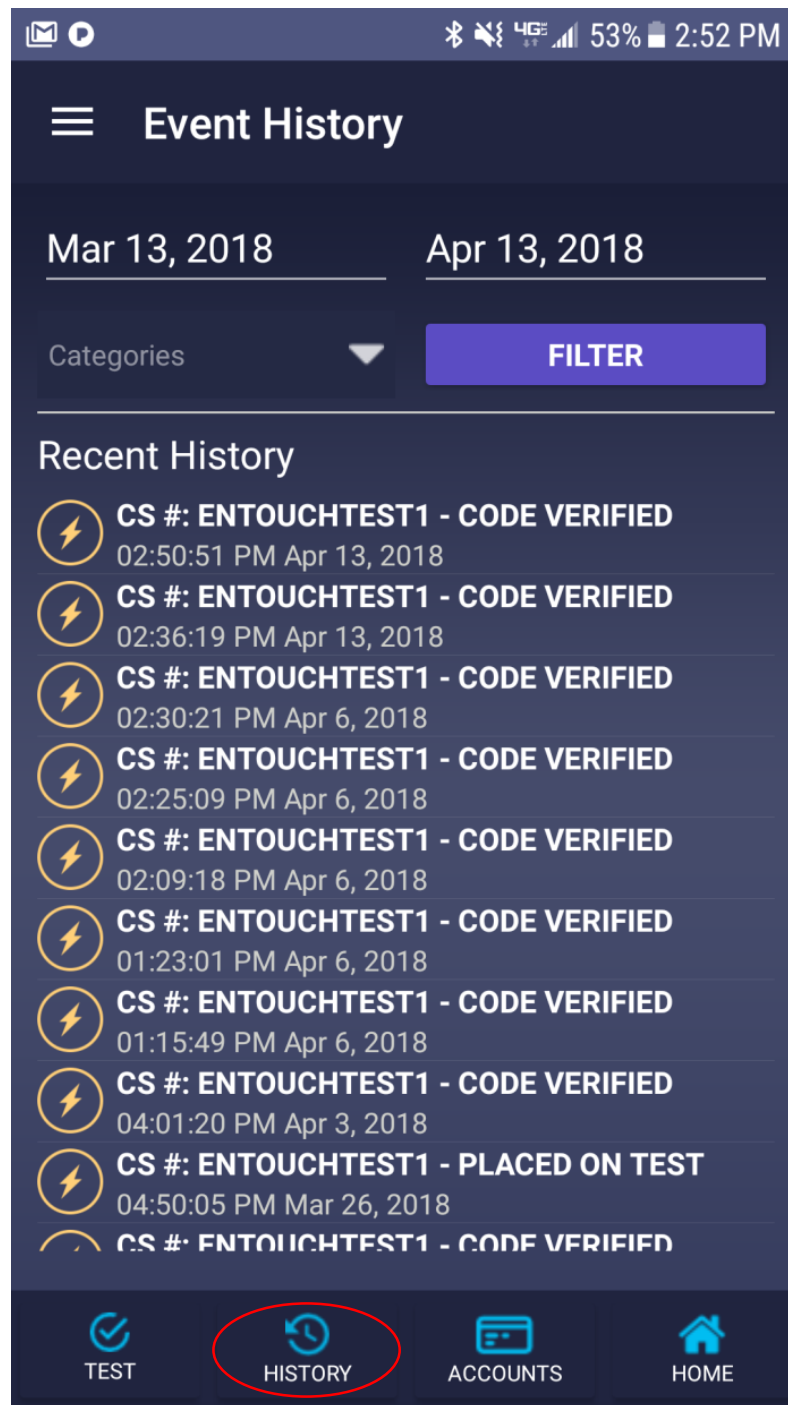 53% 2:52 PM
Event History
Mar 13, 2018 Apr 13, 2018
Categories FILTER
Recent History
CS #: ENTOUCHTEST1 - CODE VERIFIED
02:50:51 PM Apr 13, 2018
CS #: ENTOUCHTEST1 - CODE VERIFIED
02:36:19 PM Apr 13, 2018
CS #: ENTOUCHTEST1 - CODE VERIFIED
02:30:21 PM Apr 6, 2018
CS #: ENTOUCHTEST1 - CODE VERIFIED
02:25:09 PM Apr 6, 2018
CS #: ENTOUCHTEST1 - CODE VERIFIED
02:09:18 PM Apr 6, 2018
CS #: ENTOUCHTEST1 - CODE VERIFIED
01:23:01 PM Apr 6, 2018
CS #: ENTOUCHTEST1 - CODE VERIFIED
01:15:49 PM Apr 6, 2018
CS #: ENTOUCHTEST1 - CODE VERIFIED
04:01:20 PM Apr 3, 2018
CS #: ENTOUCHTEST1 - PLACED ON TEST
04:50:05 PM Mar 26, 2018
CS #: ENTOUCHTEST1 - CODE VERIFIED
TEST HISTORY ACCOUNTS HOME